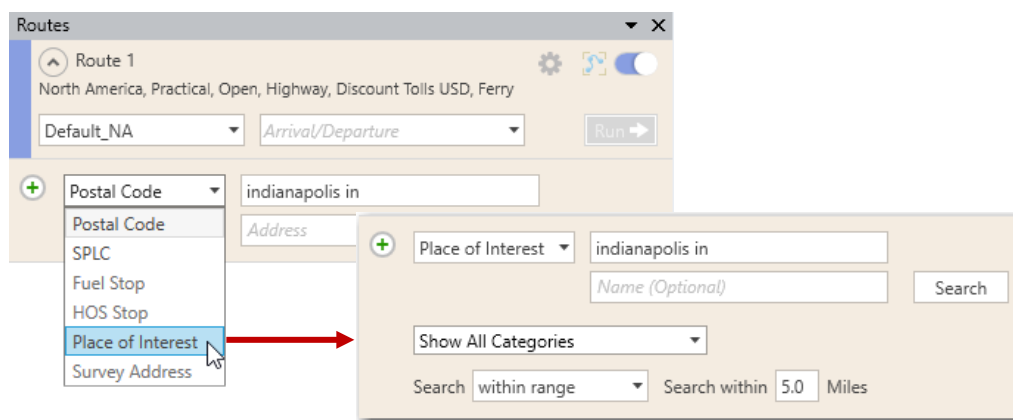 Routes
Route 1
North America, Practical, Open, Highway, Discount Tolls USD, Ferry
Default_NA Arrival/Departure Run
Postal Code indianapolis in
Postal Code
Address
SPLC
Fuel Stop
HOS Stop
Place of Interest
Survey Address
Place of Interest indianapolis in
Name (Optional) Search
Show All Categories
Search within range Search within 5.0 Miles